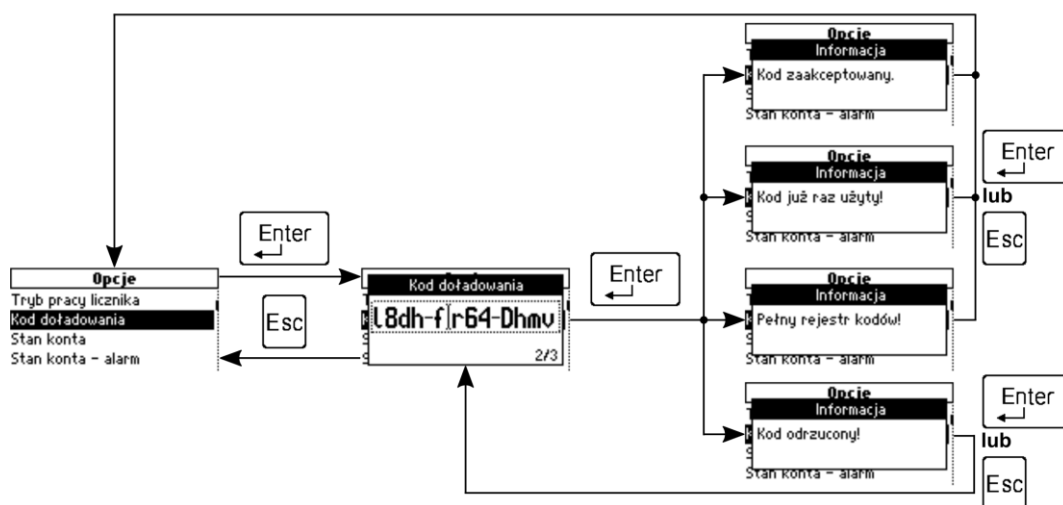 Opcje
Informacja
Kod zaakceptowany.
Stan konta - alarm
Opcje
Informacja
Kod już raz użyty!
Stan konta - alarm
Enter
lub
Esc
Enter
Opcje
Tryb pracy licznika
Kod doładowania
Stan konta
Stan konta - alarm
Esc
Kod doładowania
l8dh-f r64-Dhmv
2/3
Enter
Opcje
Informacja
Pełny rejestr kodów!
Stan konta - alarm
Opcje
Informacja
Kod odrzucony!
Stan konta - alarm
Enter
lub
Esc